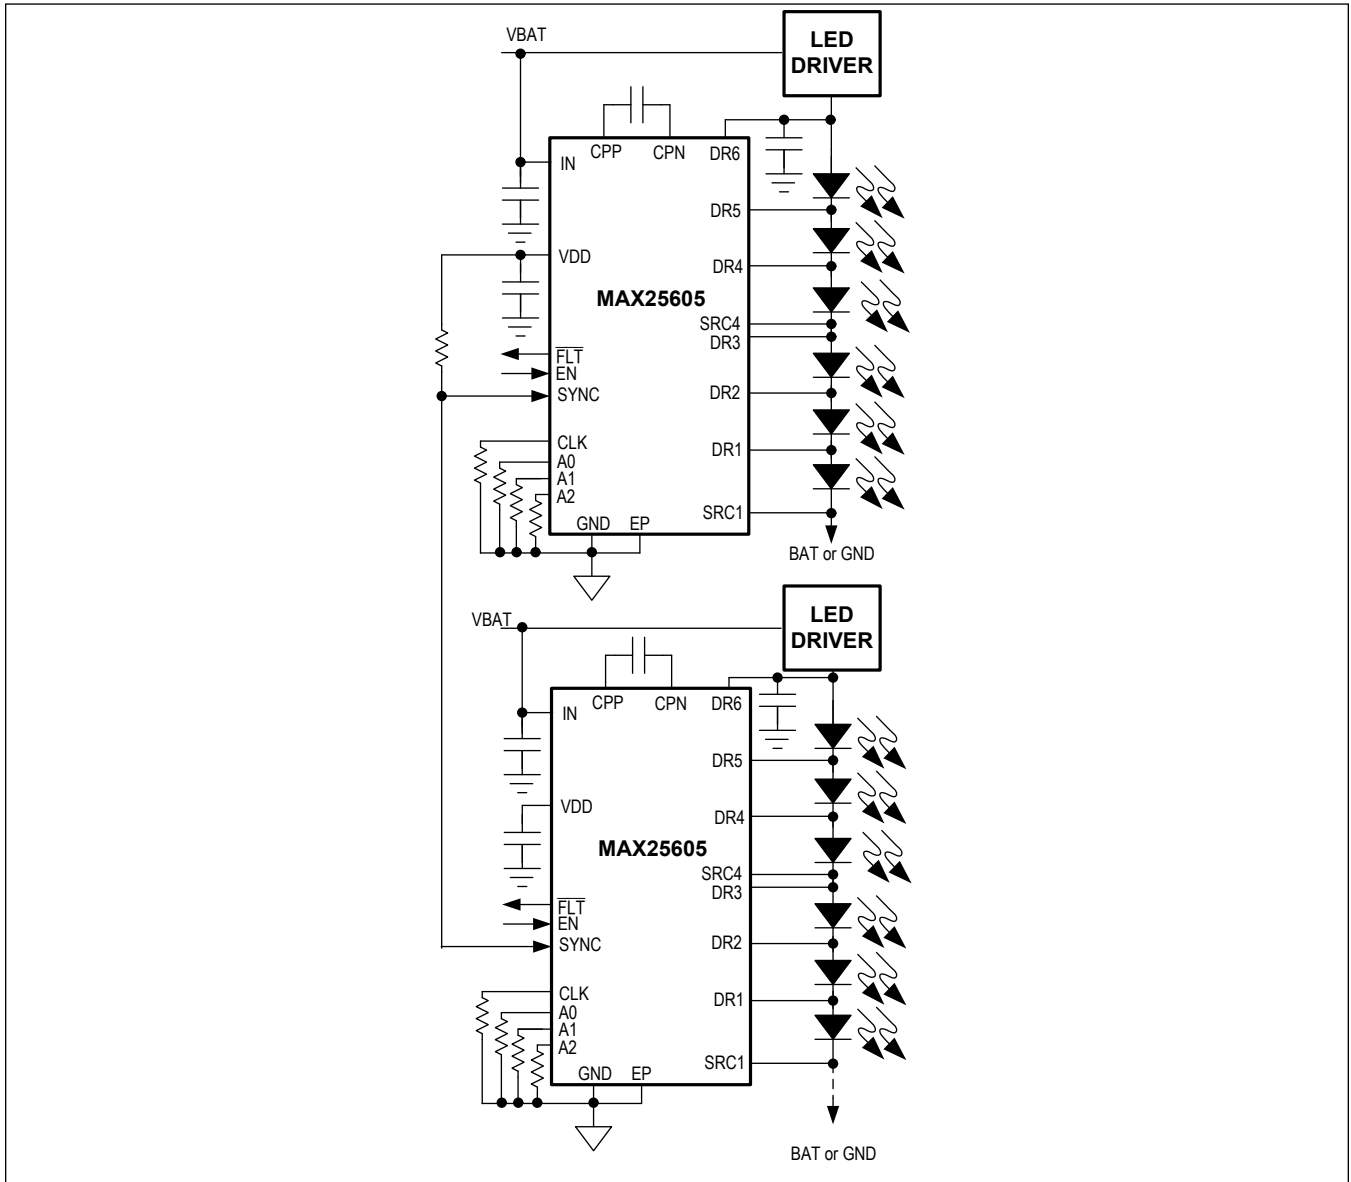 VBAT
LED
DRIVER
CPP
CPN
DR6
IN
DR5
VDD
DR4
MAX25605
SRC4
DR3
FLT
EN
DR2
SYNC
CLK
DR1
A0
A1
A2
SRC1
GND
EP
BAT or GND
VBAT
LED
DRIVER
CPP
CPN
DR6
IN
DR5
VDD
DR4
MAX25605
SRC4
DR3
FLT
EN
DR2
SYNC
CLK
DR1
A0
A1
A2
SRC1
GND
EP
BAT or GND